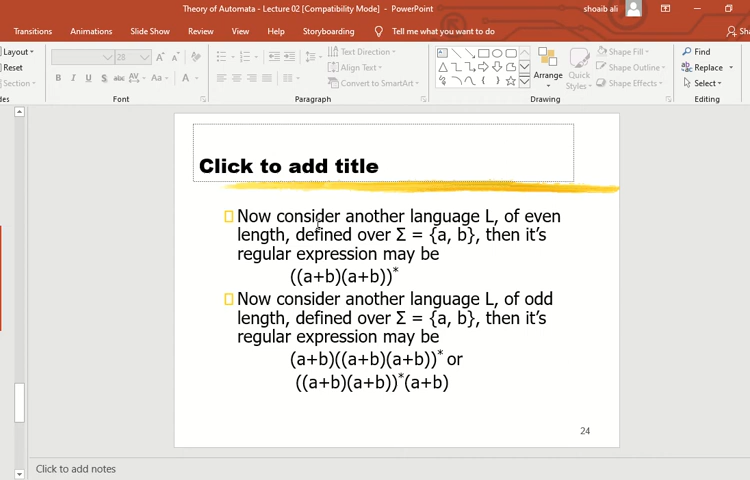 Theory of Automata - Lecture 02 [Compatibility Mode] - PowerPoint
shoaib ali
Transitions Animations Slide Show Review View Help Storyboarding Tell me what you want to do
Layout
Reset
Section
28
B I U S abc AV Aa A
Font
Text Direction
Align Text
Convert to SmartArt
Paragraph
Arrange
Quick
Styles
Shape Fill
Shape Outline
Shape Effects
Drawing
Find
Replace
Select
Editing
Click to add title
Now consider another language L, of even
length, defined over Σ = {a, b}, then it's
regular expression may be
((a+b)(a+b))*
Now consider another language L, of odd
length, defined over Σ = {a, b}, then it's
regular expression may be
(a+b)((a+b)(a+b))* or
((a+b)(a+b))*(a+b)
24
Click to add notes